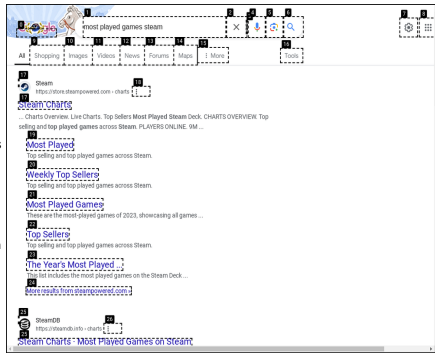 most played games steam
All Shopping Images Videos News Forums Maps More Tools
Steam
https://store.steampowered.com › charts
Steam Charts
... Charts Overview. Live Charts. Top Sellers Most Played Steam Deck. CHARTS OVERVIEW. Top
selling and top played games across Steam. PLAYERS ONLINE. 9M ...
Most Played
Top selling and top played games across Steam.
Weekly Top Sellers
Top selling and top played games across Steam.
Most Played Games
These are the most-played games of 2023, showcasing all games ...
Top Sellers
Top selling and top played games across Steam.
The Year's Most Played ...
This list includes the most played games on the Steam Deck ...
More results from steampowered.com »
SteamDB
https://steamdb.info › charts
Steam Charts · Most Played Games on Steam